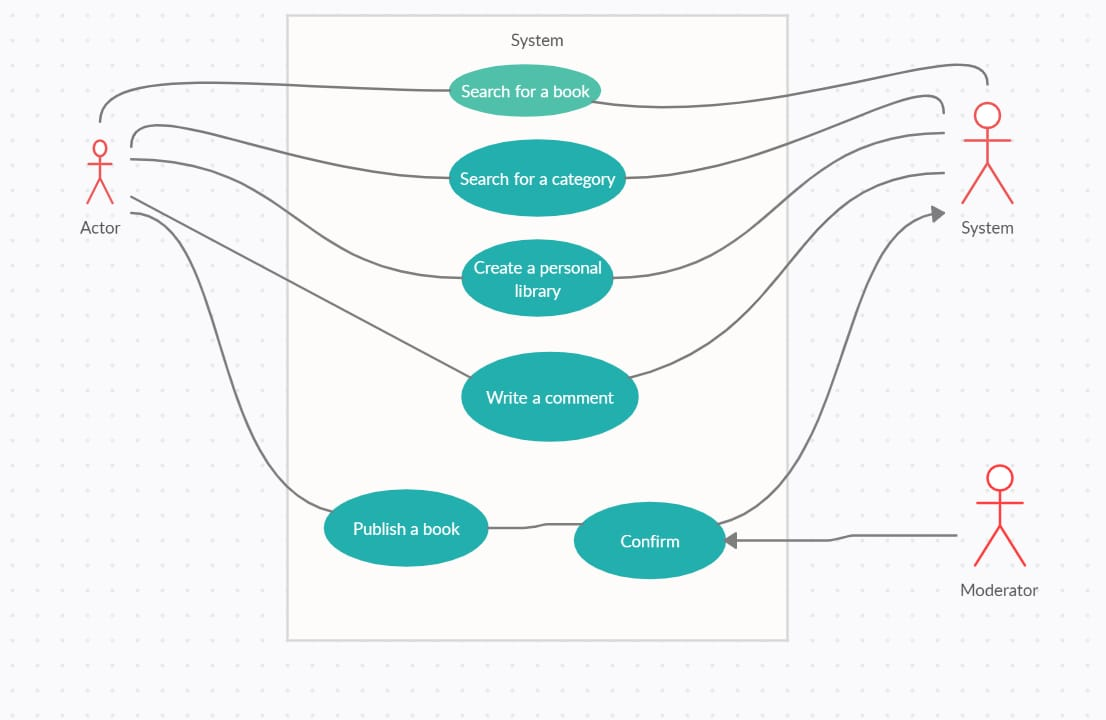 System
Search for a book
Search for a category
Actor
System
Create a personal
library
Write a comment
Publish a book
Confirm
Moderator